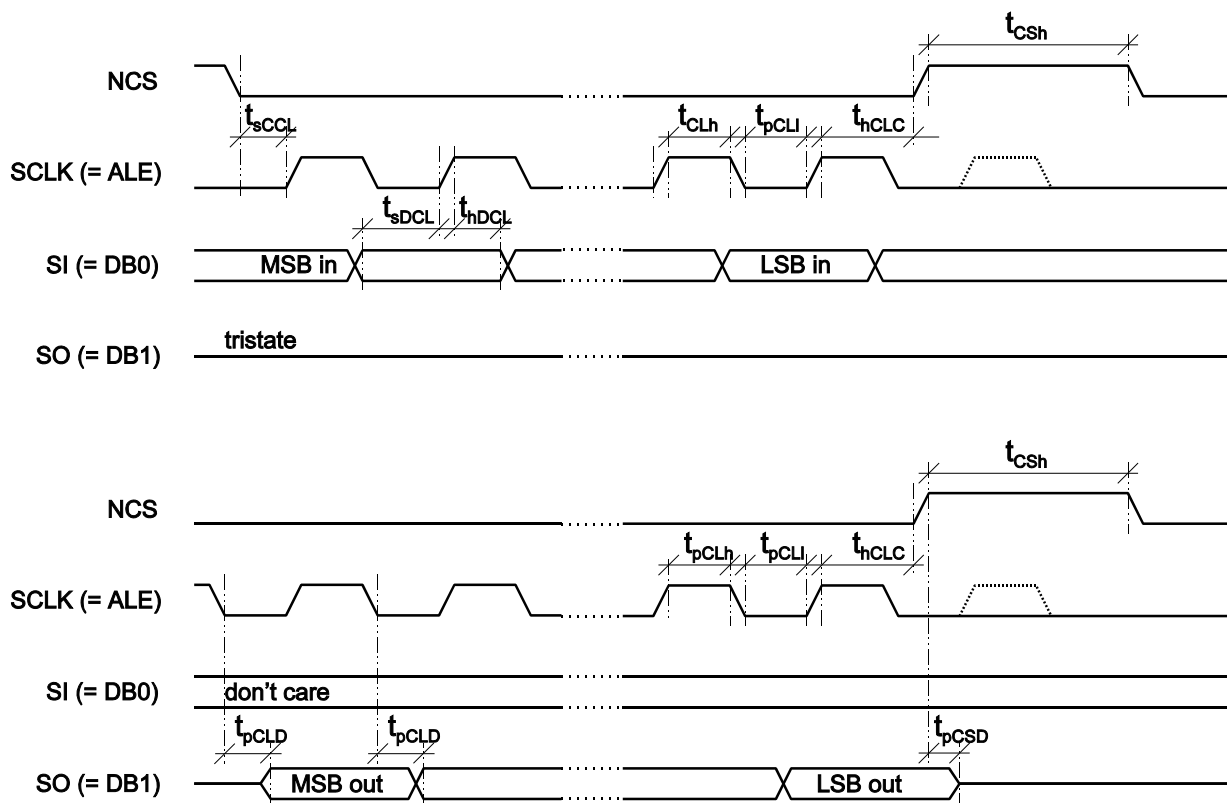 tCSh
NCS
tsCCL
tCLh
tpCLl
thCLC
SCLK (= ALE)
tsDCL
thDCL
SI (= DB0)
MSB in
LSB in
SO (= DB1)
tristate
tCSh
NCS
tpCLh
tpCLl
thCLC
SCLK (= ALE)
SI (= DB0)
don't care
tpCLD
tpCLD
tpCSD
SO (= DB1)
MSB out
LSB out